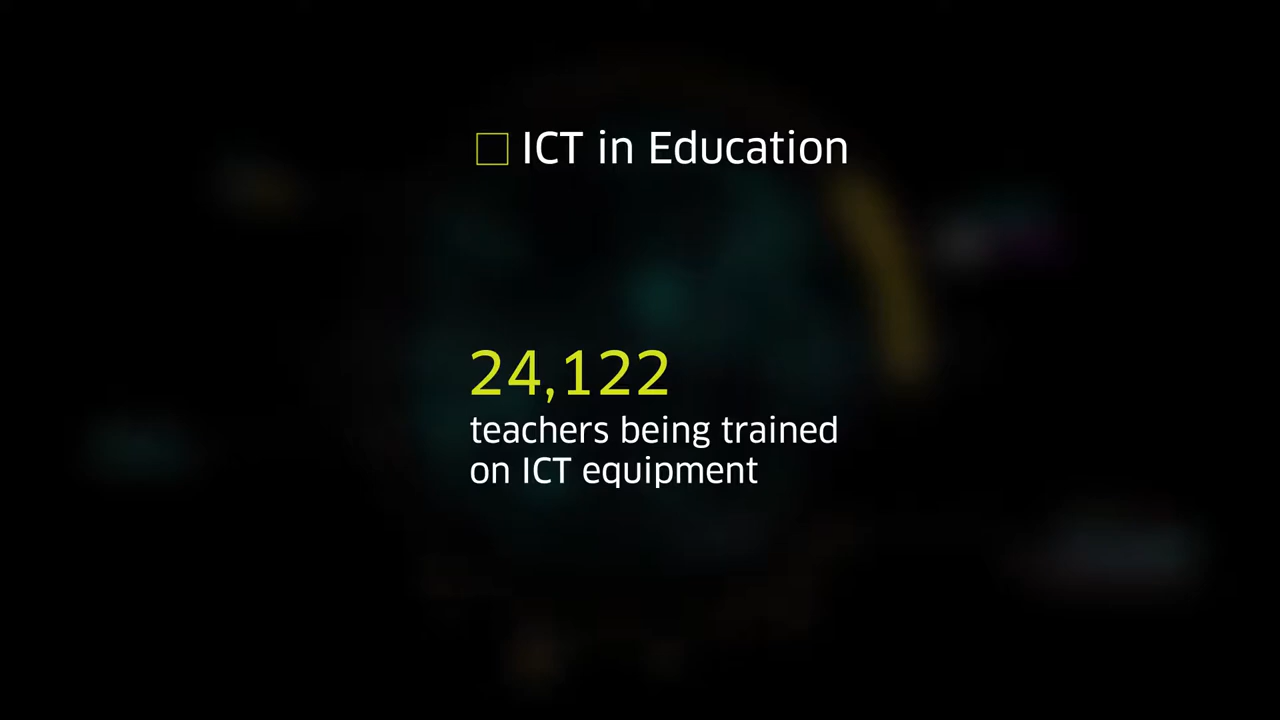 ICT in Education
24,122
teachers being trained
on ICT equipment